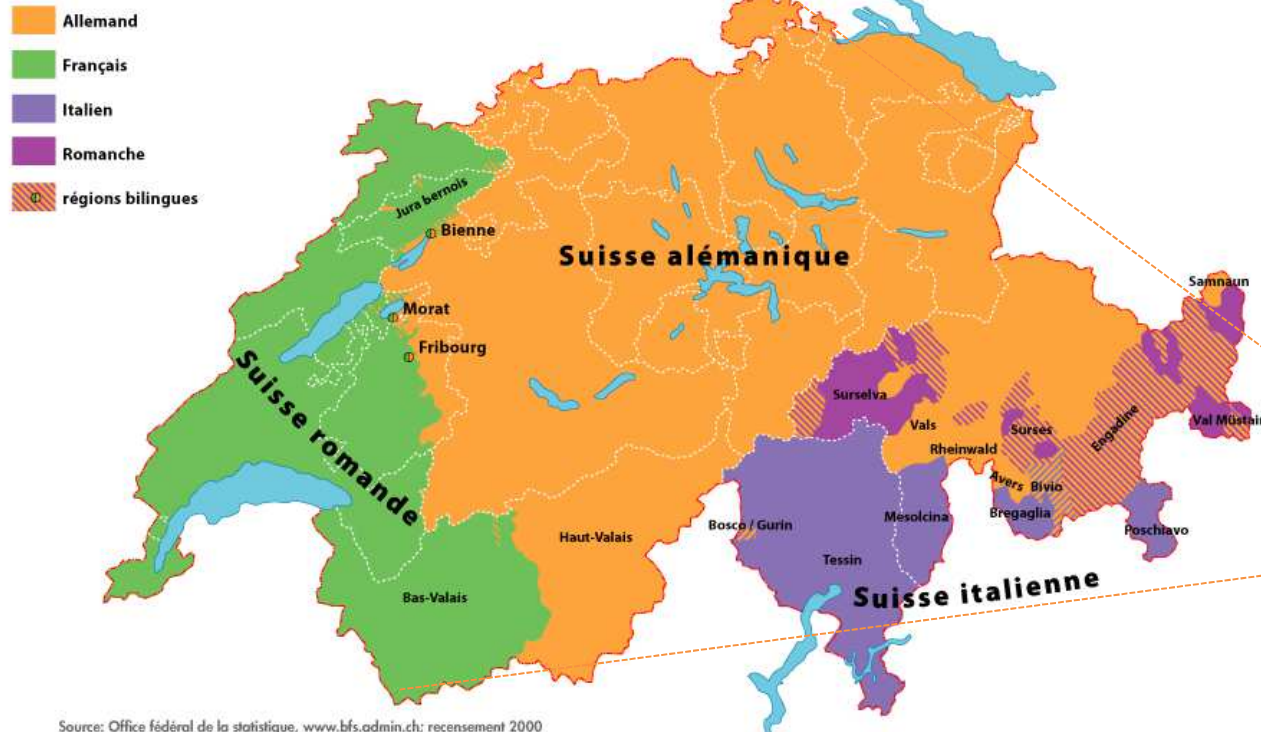 Allemand
Français
Italien
Romanche
régions bilingues
Jura bernois
Bienne
Suisse alémanique
Samnaun
Morat
Fribourg
Suisse romande
Surselva
Vals
Surses
Engadine
Val Müstair
Rheinwald
Avers
Bivio
Bregaglia
Mesolcina
Bosco / Gurin
Poschiavo
Haut-Valais
Tessin
Suisse italienne
Bas-Valais
Source: Office fédéral de la statistique, www.bfs.admin.ch; recensement 2000